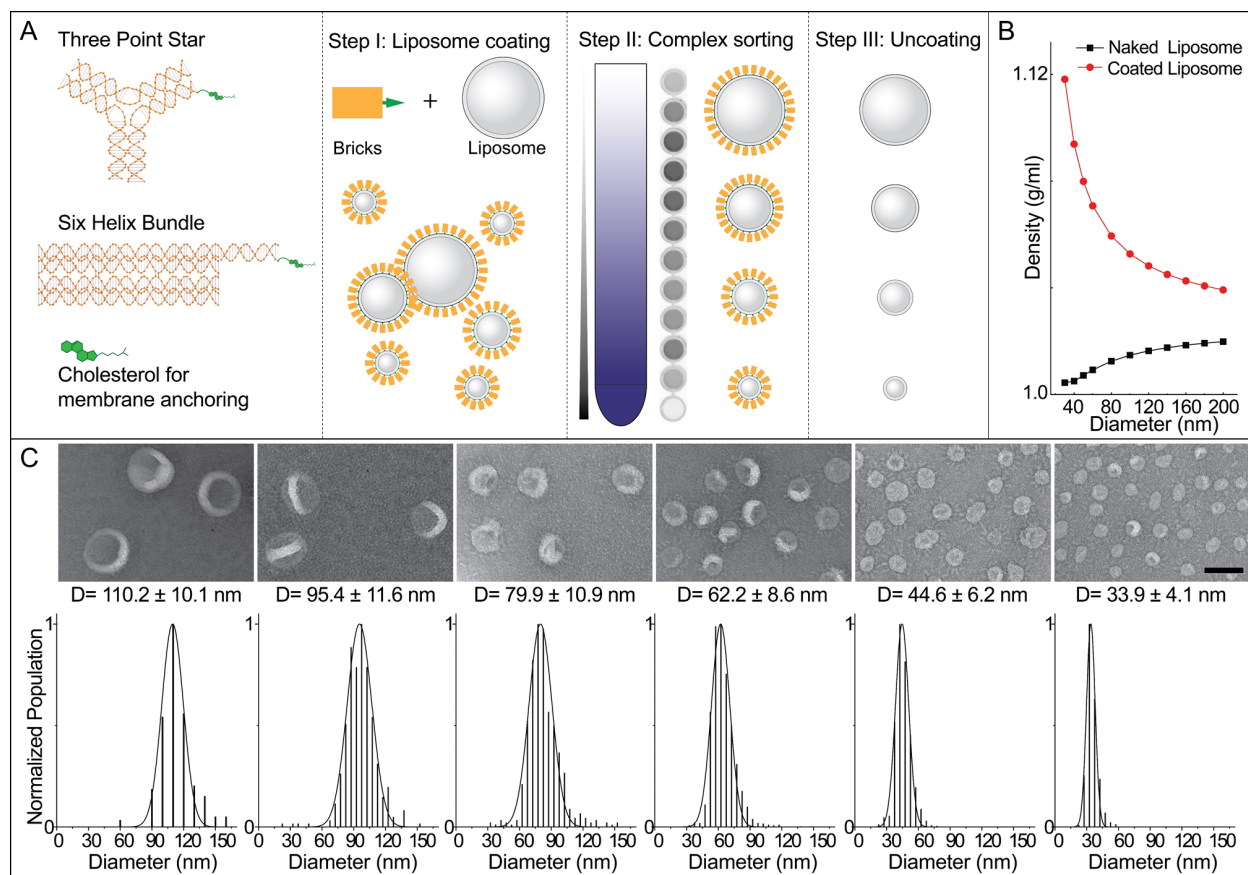 A
Three Point Star
Six Helix Bundle
Cholesterol for
membrane anchoring
Step I: Liposome coating
+
Bricks
Liposome
Step II: Complex sorting
Step III: Uncoating
B
Naked Liposome
Coated Liposome
1.12
1.0
Density (g/ml)
40 80 120 160 200
Diameter (nm)
C
D= 110.2 ± 10.1 nm
D= 95.4 ± 11.6 nm
D= 79.9 ± 10.9 nm
D= 62.2 ± 8.6 nm
D= 44.6 ± 6.2 nm
D= 33.9 ± 4.1 nm
Normalized Population
1
0
0 30 60 90 120 150
Diameter (nm)
1
0
0 30 60 90 120 150
Diameter (nm)
1
0
0 30 60 90 120 150
Diameter (nm)
1
0
0 30 60 90 120 150
Diameter (nm)
1
0
0 30 60 90 120 150
Diameter (nm)
1
0
0 30 60 90 120 150
Diameter (nm)